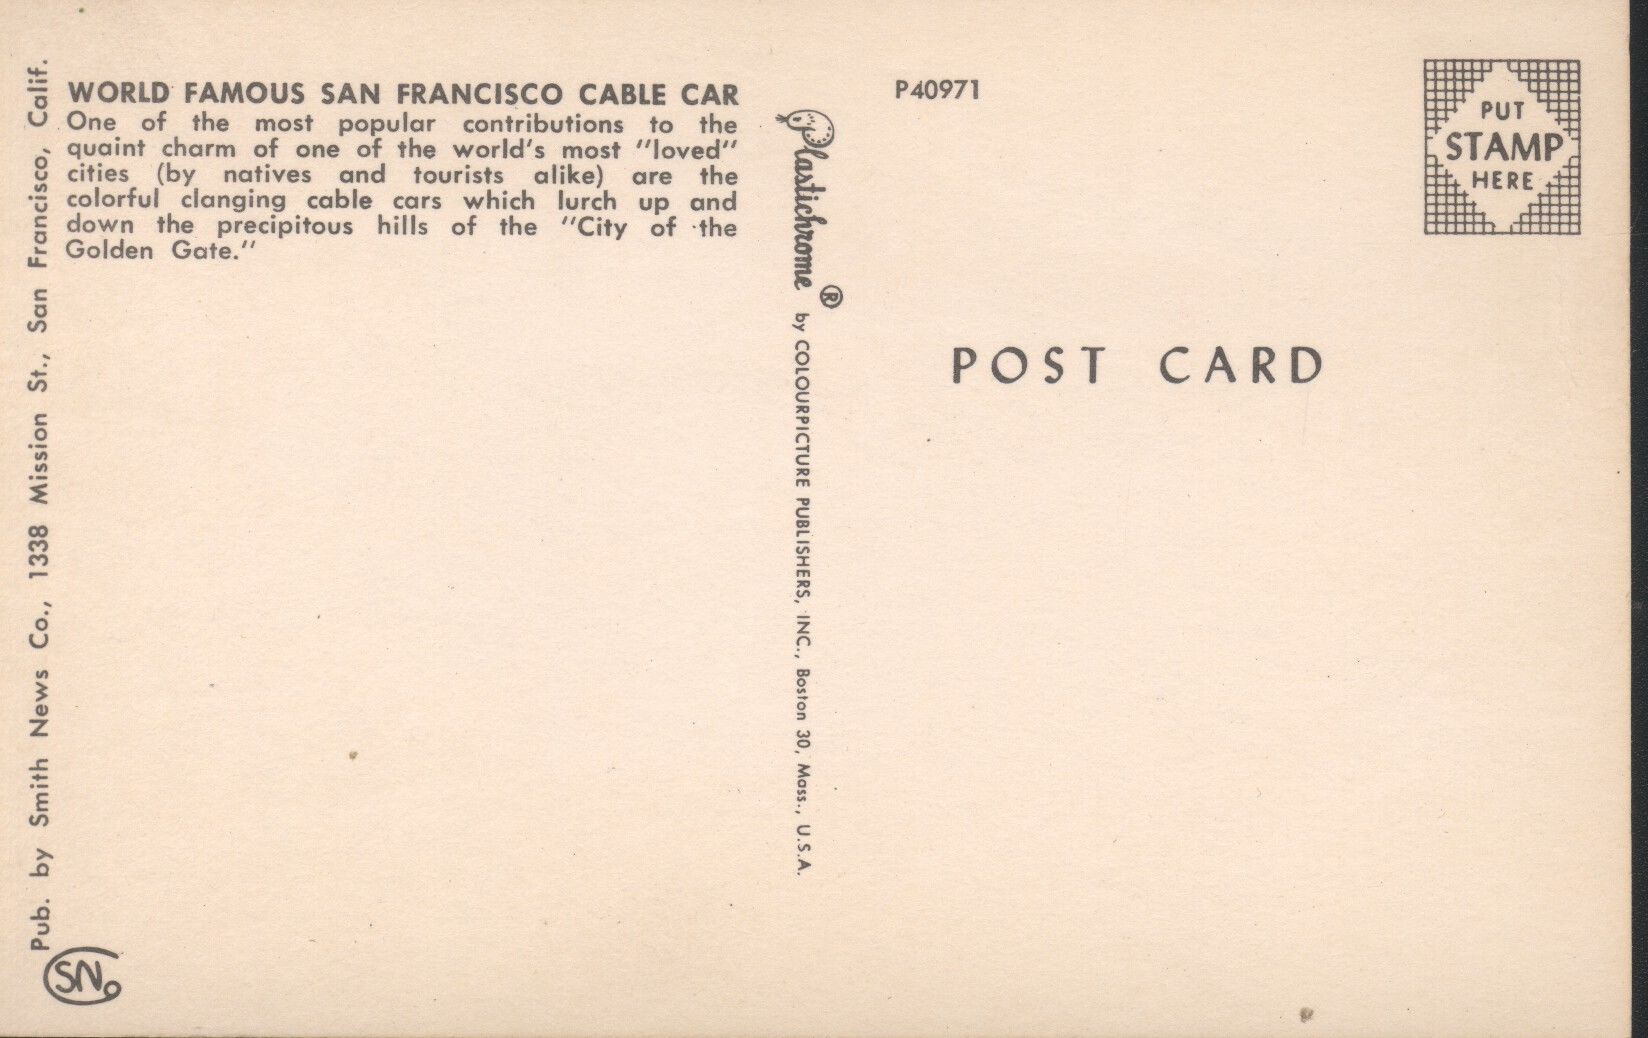 WORLD FAMOUS SAN FRANCISCO CABLE CAR
One of the most popular contributions to the
quaint charm of one of the world's most "loved"
cities (by natives and tourists alike) are the
colorful clanging cable cars which lurch up and
down the precipitous hills of the "City of the
Golden Gate."
Pub. by Smith News Co., 1338 Mission St., San Francisco, Calif.
SN
Plastichrome ® by COLOURPICTURE PUBLISHERS, INC., Boston 30, Mass., U.S.A.
P40971
PUT
STAMP
HERE
POST CARD